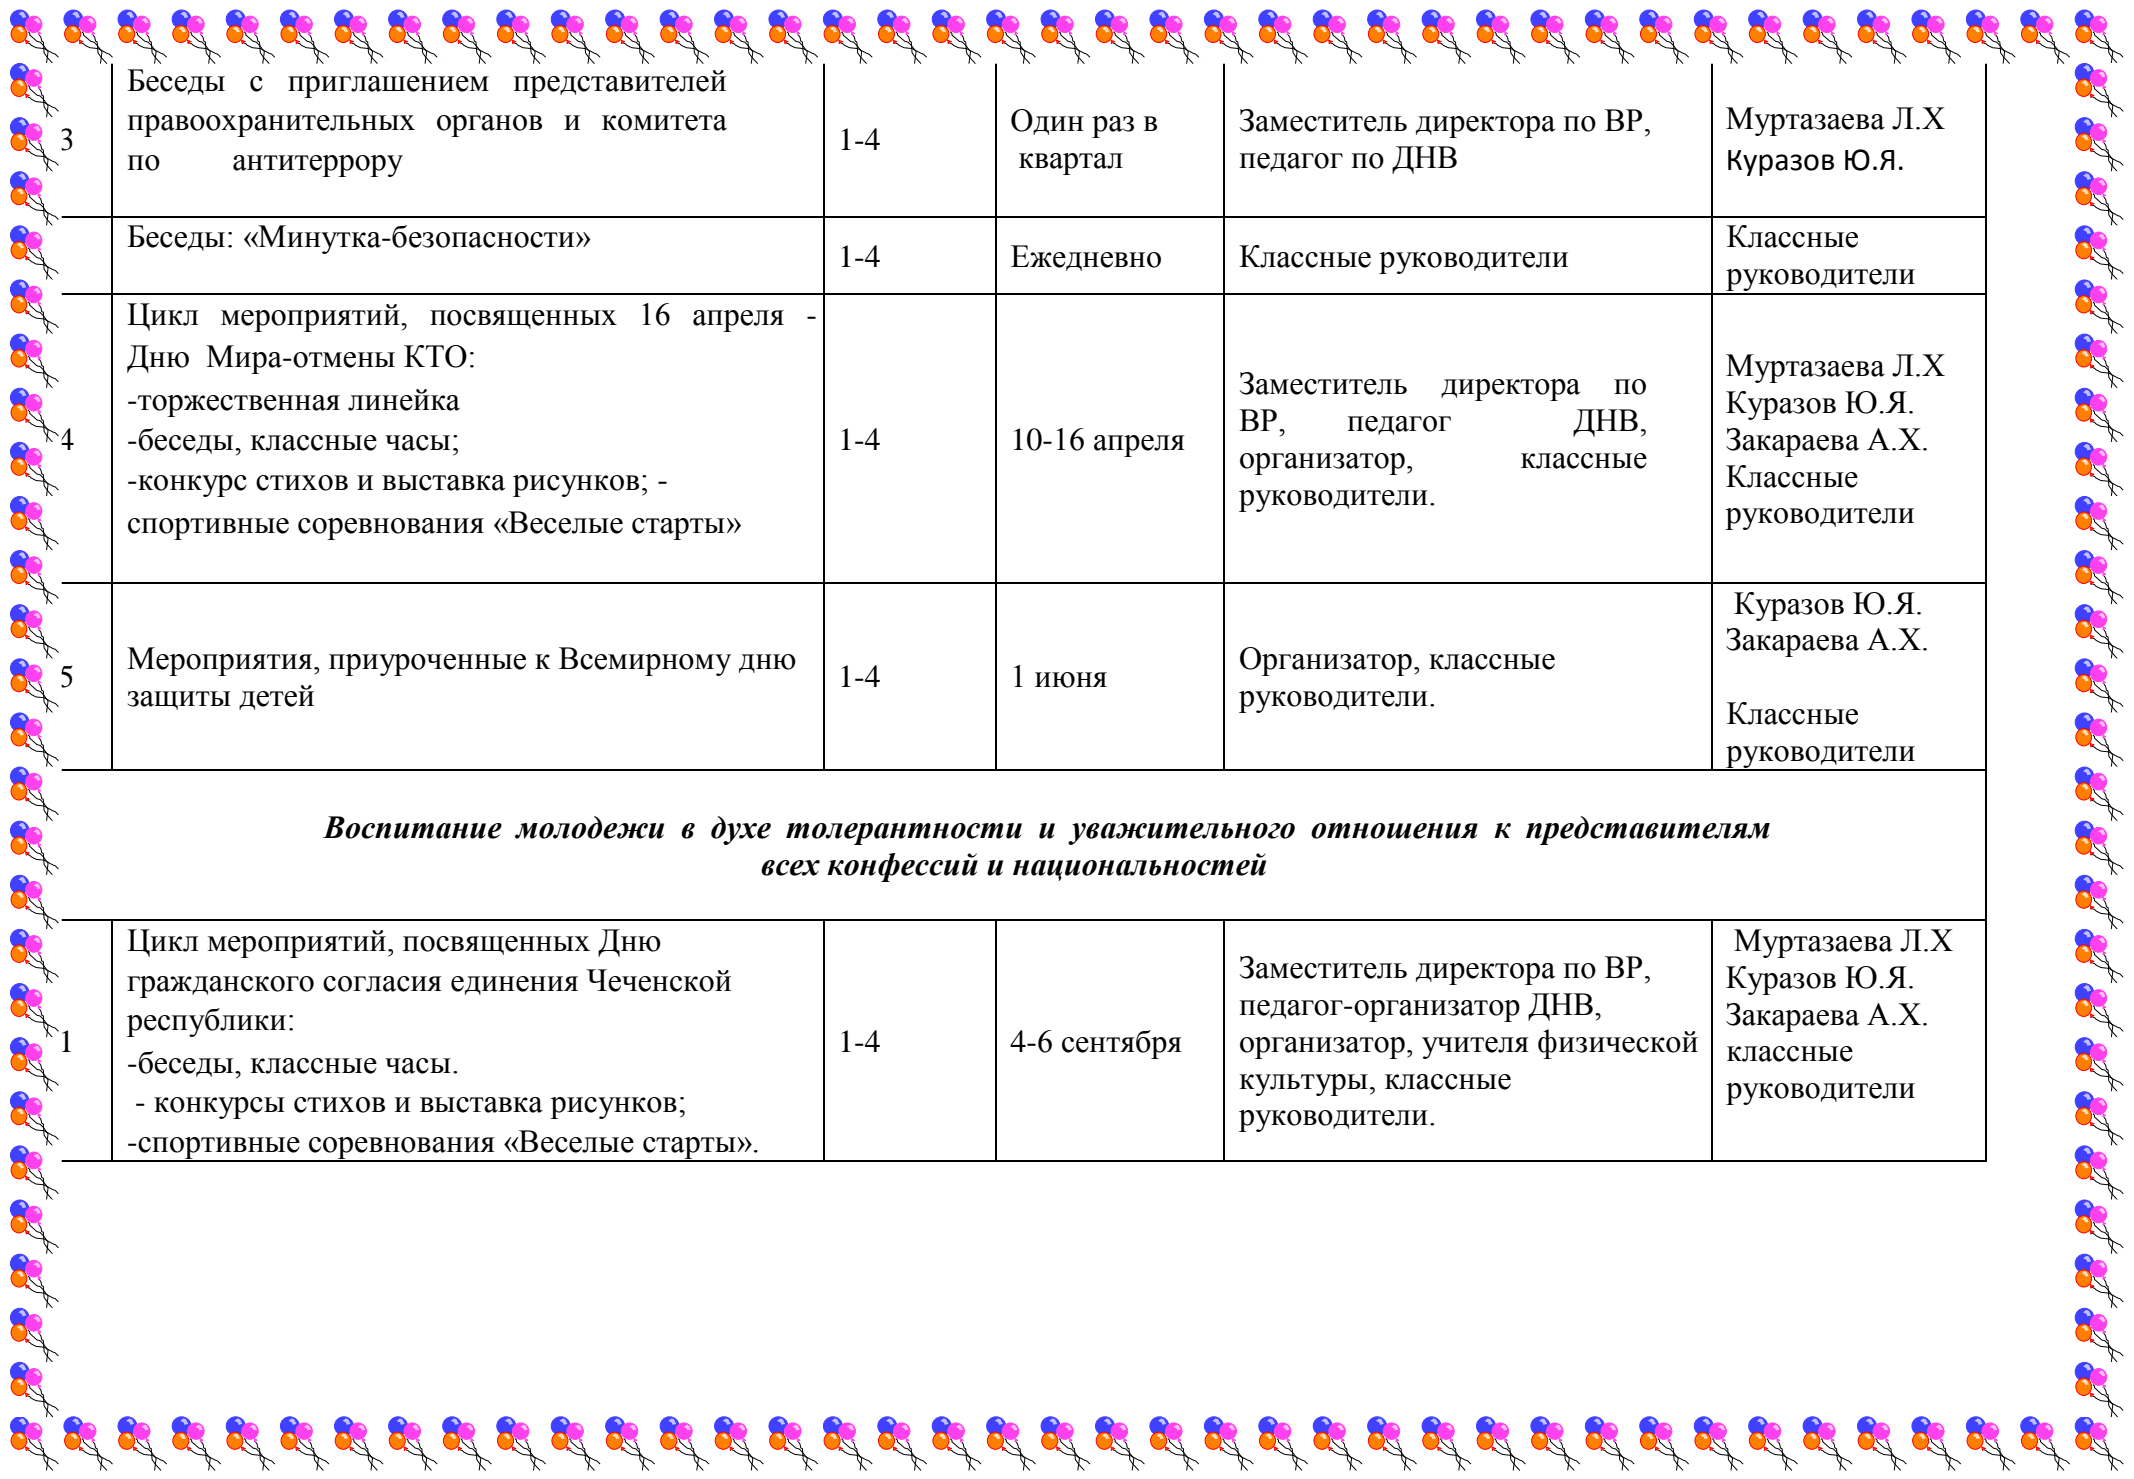 3
Беседы с приглашением представителей
правоохранительных органов и комитета
по антитеррору
1-4
Один раз в
квартал
Заместитель директора по ВР,
педагог по ДНВ
Муртазаева Л.Х
Куразов Ю.Я.
Беседы: «Минутка-безопасности»
1-4
Ежедневно
Классные руководители
Классные
руководители
4
Цикл мероприятий, посвященных 16 апреля -
Дню Мира-отмены КТО:
-торжественная линейка
-беседы, классные часы;
-конкурс стихов и выставка рисунков; -
спортивные соревнования «Веселые старты»
1-4
10-16 апреля
Заместитель директора по
ВР, педагог ДНВ,
организатор, классные
руководители.
Муртазаева Л.Х
Куразов Ю.Я.
Закараева А.Х.
Классные
руководители
5
Мероприятия, приуроченные к Всемирному дню
защиты детей
1-4
1 июня
Организатор, классные
руководители.
Куразов Ю.Я.
Закараева А.Х.
Классные
руководители
Воспитание молодежи в духе толерантности и уважительного отношения к представителям
всех конфессий и национальностей
1
Цикл мероприятий, посвященных Дню
гражданского согласия единения Чеченской
республики:
-беседы, классные часы.
- конкурсы стихов и выставка рисунков;
-спортивные соревнования «Веселые старты».
1-4
4-6 сентября
Заместитель директора по ВР,
педагог-организатор ДНВ,
организатор, учителя физической
культуры, классные
руководители.
Муртазаева Л.Х
Куразов Ю.Я.
Закараева А.Х.
классные
руководители